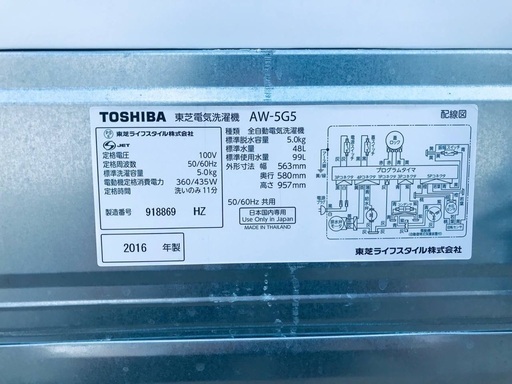 TOSHIBA 東芝電気洗濯機 AW-5G5 配線図
東芝ライフスタイル株式会社
JET
定格電圧 100V
定格周波数 50/60Hz
標準洗濯容量 5.0kg
電動機定格消費電力 360/435W
製造番号 918869 HZ
2016 年製
種類 全自動電気洗濯機
標準脱水容量 5.0kg
標準水量 48L
標準使用水量 99L
外形寸法 幅 563mm
奥行 580mm
高さ 957mm
洗いのみ 11分
50/60Hz 共用
日本国内専用
Use Only in Japan
MADE IN THAILAND
プログラムタイマ
東芝ライフスタイル株式会社